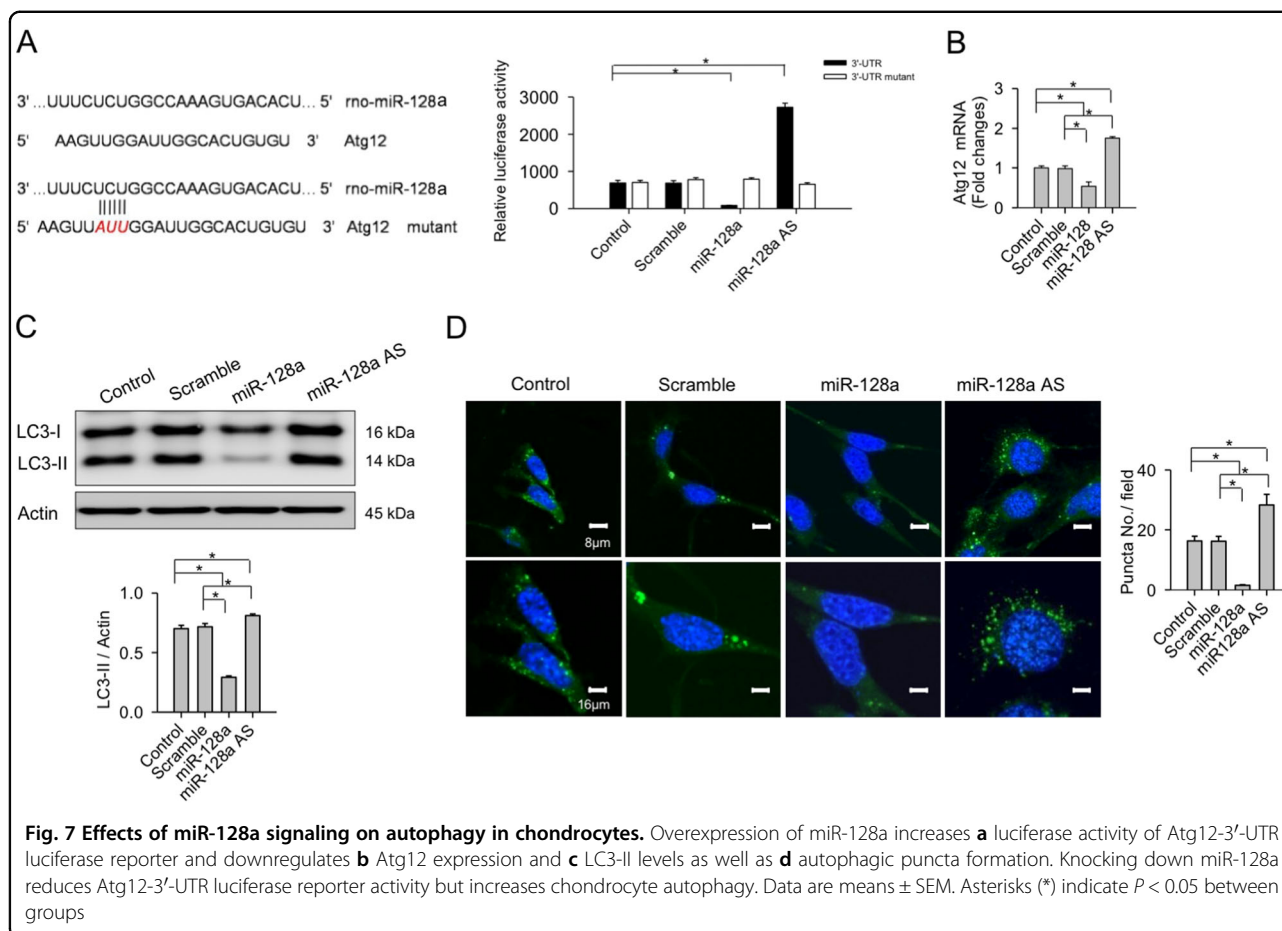 A
3' ...UUUCUCUGGCCAAAGUGACACU... 5' rno-miR-128a
5' AAGUUGGAUUGGCACUGUGU 3' Atg12
3' ...UUUCUCUGGCCAAAGUGACACU... 5' rno-miR-128a
||||||
5' AAGUUAUUGGAUUGGCACUGUGU 3' Atg12 mutant
3'-UTR
3'-UTR mutant
* *
Relative luciferase activity
3000
2000
1000
0
Control Scramble miR-128a miR-128a AS
B
* * * *
Atg12 mRNA
(Fold changes)
3
2
1
0
Control Scramble miR-128 miR-128 AS
C
Control Scramble miR-128a miR-128a AS
LC3-I 16 kDa
LC3-II 14 kDa
Actin 45 kDa
* * * *
LC3-II / Actin
1.0
0.5
0.0
Control Scramble miR-128a miR-128a AS
D
Control Scramble miR-128a miR-128a AS
8μm
16μm
* * * *
Puncta No./ field
40
20
0
Control Scramble miR-128a miR128a AS
Fig. 7 Effects of miR-128a signaling on autophagy in chondrocytes. Overexpression of miR-128a increases a luciferase activity of Atg12-3′-UTR
luciferase reporter and downregulates b Atg12 expression and c LC3-II levels as well as d autophagic puncta formation. Knocking down miR-128a
reduces Atg12-3′-UTR luciferase reporter activity but increases chondrocyte autophagy. Data are means ± SEM. Asterisks (*) indicate P < 0.05 between
groups